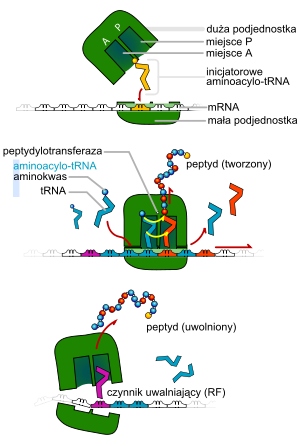 A P
duża podjednostka
miejsce P
miejsce A
inicjatorowe
aminoacylo-tRNA
mRNA
mała podjednostka
peptydylotransferaza
aminoacylo-tRNA
aminokwas
tRNA
peptyd (tworzony)
peptyd (uwolniony)
czynnik uwalniający (RF)